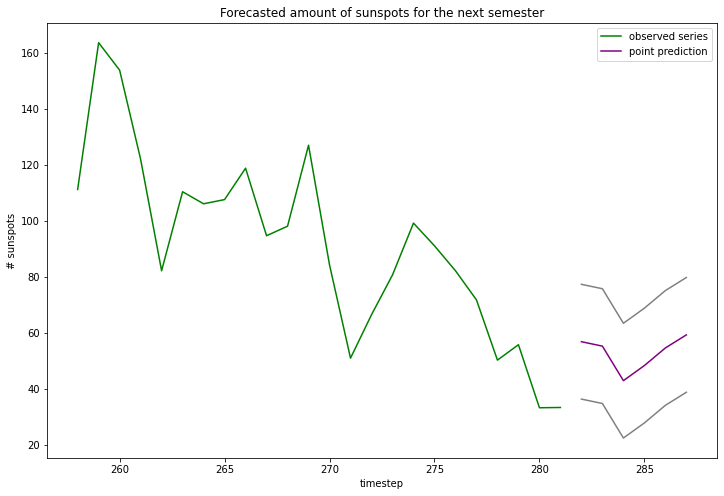 Forecasted amount of sunspots for the next semester
observed series
point prediction
# sunspots
160
140
120
100
80
60
40
20
260
265
270
275
280
285
timestep